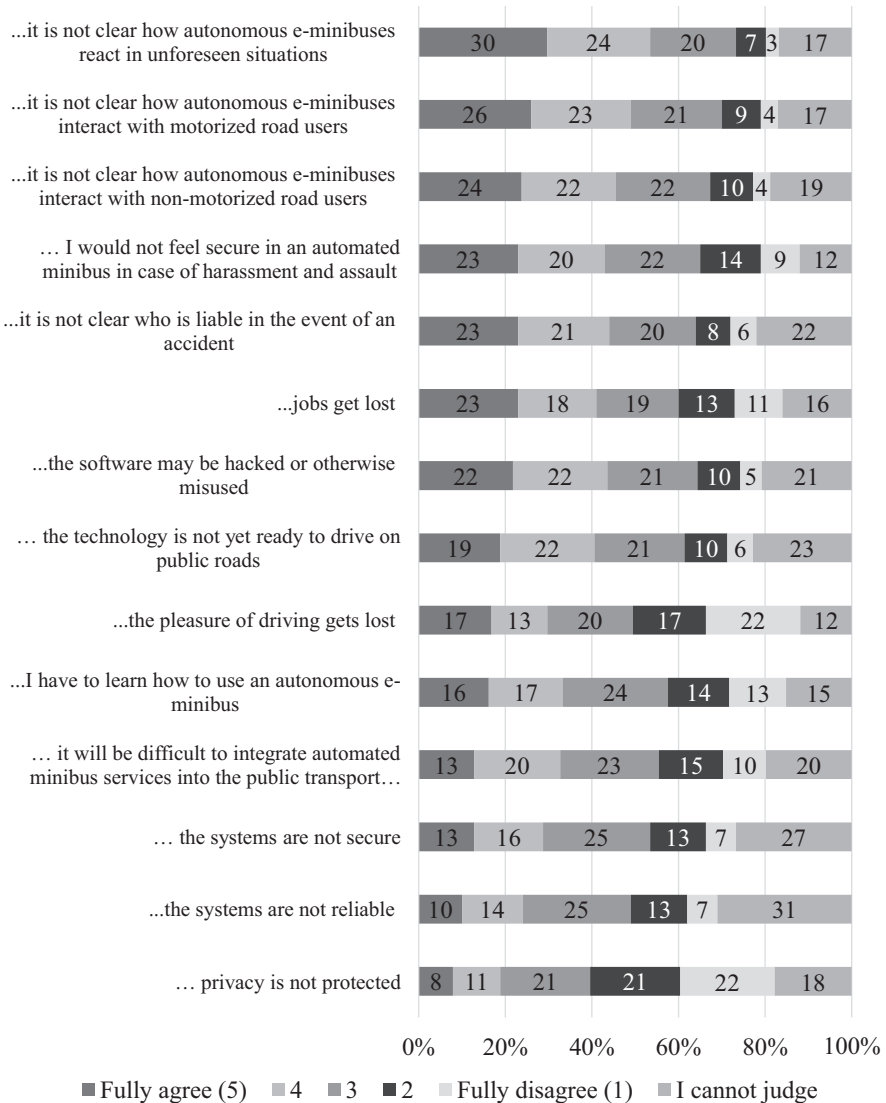 ...it is not clear how autonomous e-minibuses
react in unforeseen situations
30 24 20 7 3 17
...it is not clear how autonomous e-minibuses
interact with motorized road users
26 23 21 9 4 17
...it is not clear how autonomous e-minibuses
interact with non-motorized road users
24 22 22 10 4 19
… I would not feel secure in an automated
minibus in case of harassment and assault
23 20 22 14 9 12
...it is not clear who is liable in the event of an
accident
23 21 20 8 6 22
...jobs get lost
23 18 19 13 11 16
...the software may be hacked or otherwise
misused
22 22 21 10 5 21
… the technology is not yet ready to drive on
public roads
19 22 21 10 6 23
...the pleasure of driving gets lost
17 13 20 17 22 12
...I have to learn how to use an autonomous e-
minibus
16 17 24 14 13 15
… it will be difficult to integrate automated
minibus services into the public transport…
13 20 23 15 10 20
… the systems are not secure
13 16 25 13 7 27
...the systems are not reliable
10 14 25 13 7 31
… privacy is not protected
8 11 21 21 22 18
0% 20% 40% 60% 80% 100%
Fully agree (5) 4 3 2 Fully disagree (1) I cannot judge